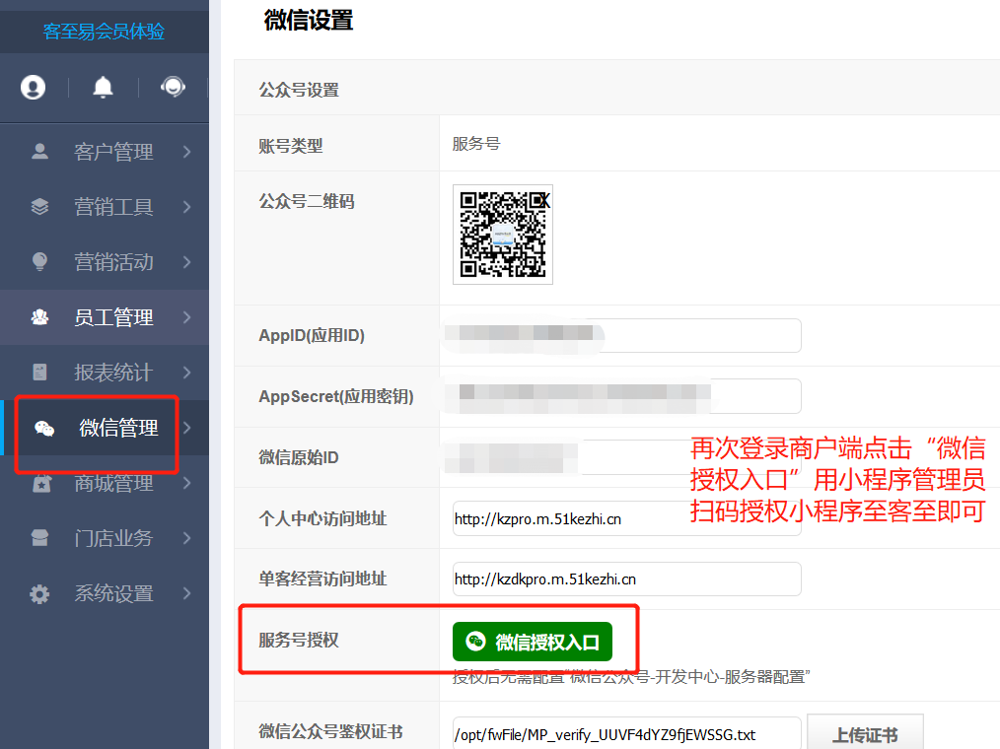 客至易会员体验
客户管理
营销工具
营销活动
员工管理
报表统计
微信管理
商城管理
门店业务
系统设置
微信设置
公众号设置
账号类型
服务号
公众号二维码
X
AppID(应用ID)
AppSecret(应用密钥)
微信原始ID
再次登录商户端点击“微信
授权入口”用小程序管理员
扫码授权小程序至客至即可
个人中心访问地址
http://kzpro.m.51kezhi.cn
单客经营访问地址
http://kzdkpro.m.51kezhi.cn
服务号授权
微信授权入口
授权后无需配置“微信公众号-开发中心-服务器配置”
微信公众号鉴权证书
/opt/fwFile/MP_verify_UUVF4dYZ9fjEWSSG.txt
上传证书